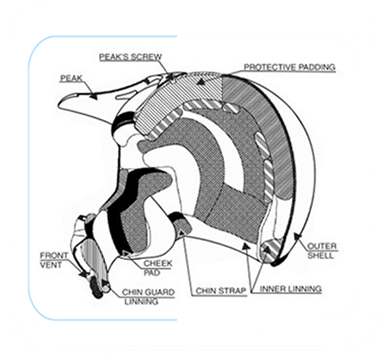 PEAK'S SCREW
PROTECTIVE PADDING
PEAK
OUTER
SHELL
FRONT
VENT
CHEEK
PAD
CHIN GUARD
LINNING
CHIN STRAP
INNER LINNING